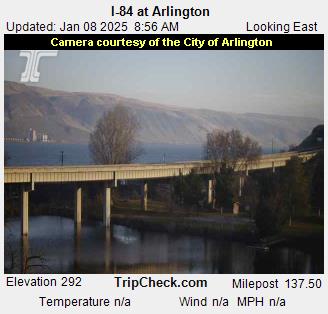 I-84 at Arlington
Updated: Jan 08 2025 8:56 AM Looking East
Camera courtesy of the City of Arlington
Elevation 292 TripCheck.com Milepost 137.50
Temperature n/a Wind n/a MPH n/a